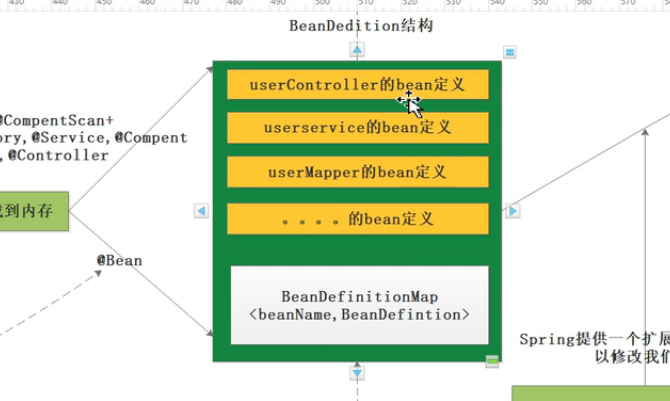 430 440 450 460 470 480 490 500 510 520 530 540 550 560 570
BeanDedition结构
userController的bean定义
@CompentScan+
ory,@Service,@Compent
,@Controller
userservice的bean定义
userMapper的bean定义
找到内存
。。。。的bean定义
@Bean
BeanDefinitionMap
<beanName,BeanDefintion>
Spring提供一个扩展
以修改我们